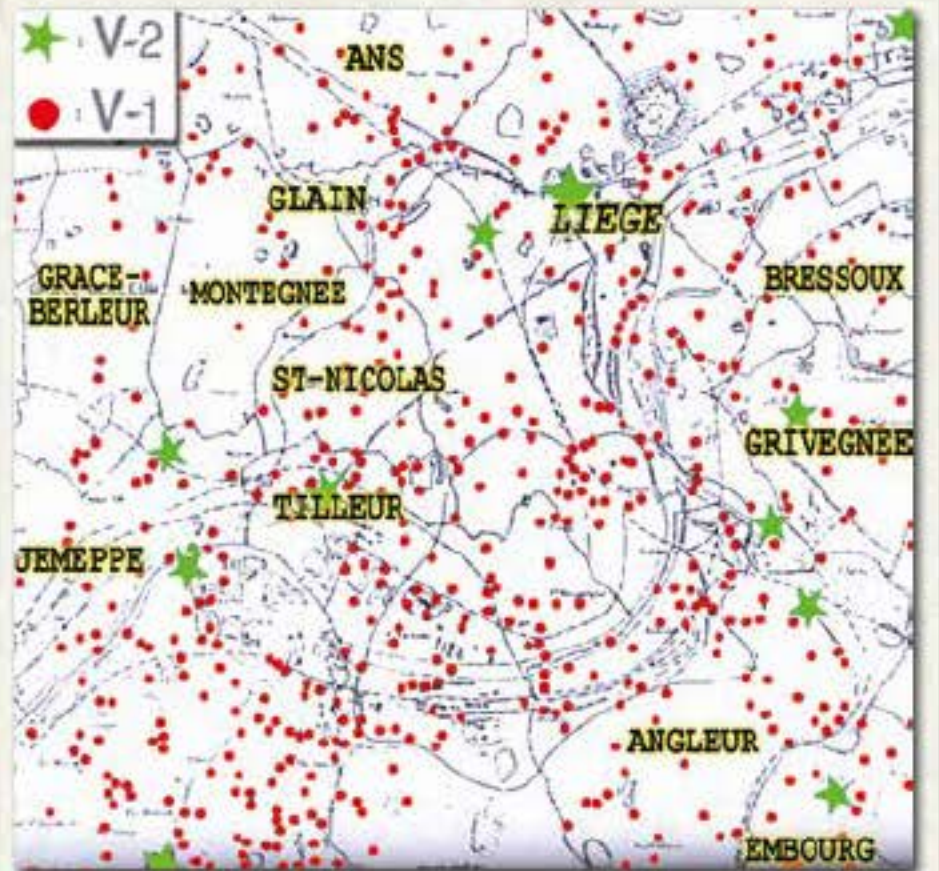 : V-2
: V-1
ANS
GLAIN
LIEGE
GRACE-
BERLEUR
MONTEGNEE
BRESSOUX
ST-NICOLAS
GRIVEGNEE
TILLEUR
JEMEPPE
ANGLEUR
EMBOURG